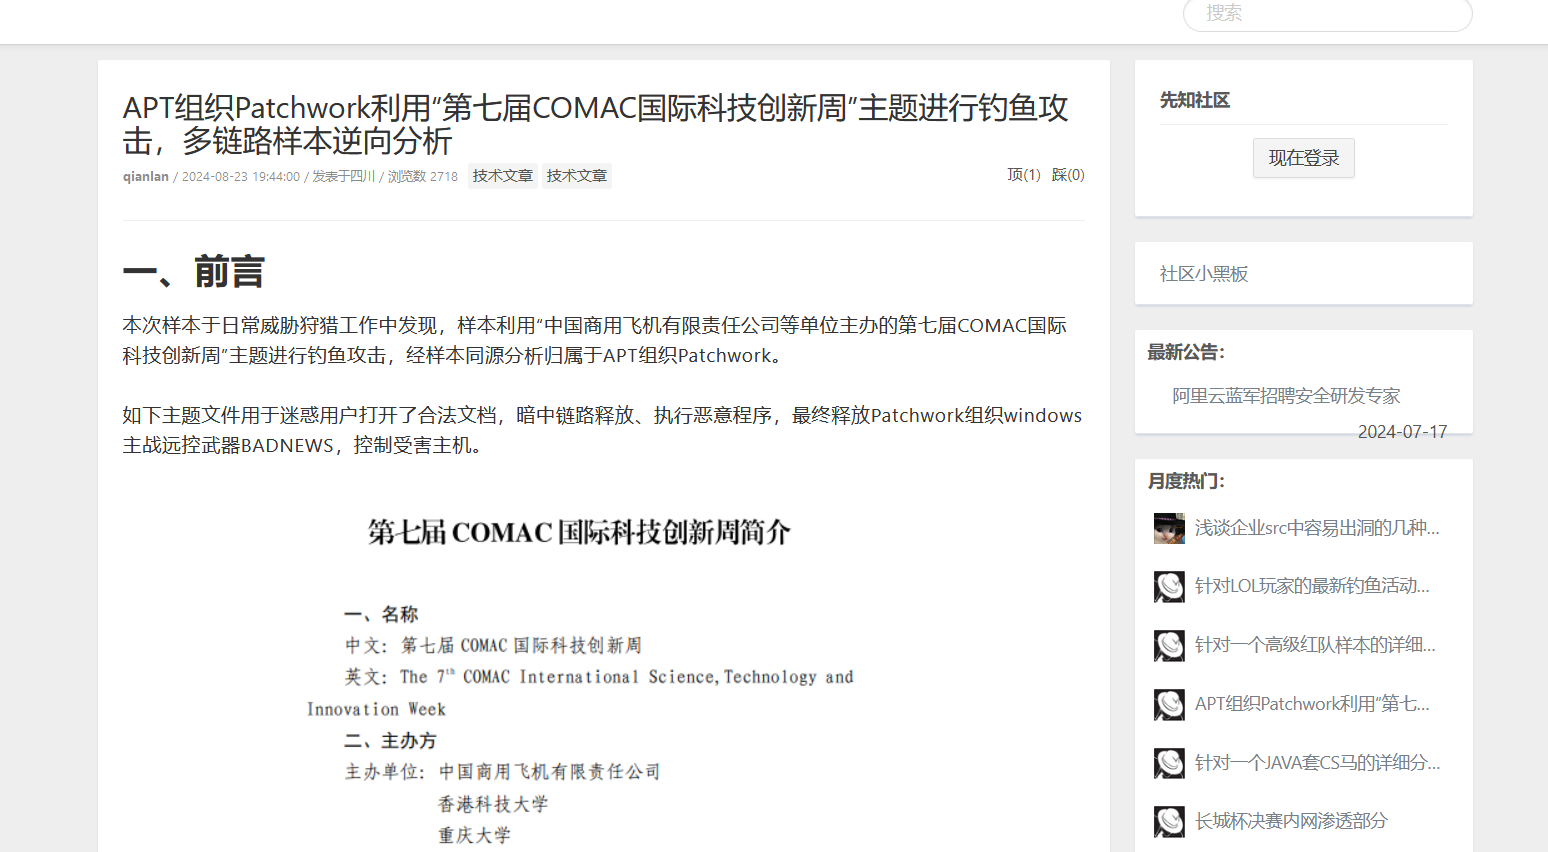 搜索
APT组织Patchwork利用“第七届COMAC国际科技创新周”主题进行钓鱼攻
击，多链路样本逆向分析
qianlan / 2024-08-23 19:44:00 / 发表于四川 / 浏览数 2718 技术文章 技术文章 顶(1) 踩(0)
一、前言
本次样本于日常威胁狩猎工作中发现，样本利用“中国商用飞机有限责任公司等单位主办的第七届COMAC国际
科技创新周”主题进行钓鱼攻击，经样本同源分析归属于APT组织Patchwork。
如下主题文件用于迷惑用户打开了合法文档，暗中链路释放、执行恶意程序，最终释放Patchwork组织windows
主战远控武器BADNEWS，控制受害主机。
第七届 COMAC 国际科技创新周简介
一、名称
中文：第七届 COMAC 国际科技创新周
英文：The 7th COMAC International Science,Technology and
Innovation Week
二、主办方
主办单位：中国商用飞机有限责任公司
香港科技大学
重庆大学
先知社区
现在登录
社区小黑板
最新公告：
阿里云蓝军招聘安全研发专家
2024-07-17
月度热门：
浅谈企业src中容易出洞的几种...
针对LOL玩家的最新钓鱼活动...
针对一个高级红队样本的详细...
APT组织Patchwork利用“第七...
针对一个JAVA套CS马的详细分...
长城杯决赛内网渗透部分